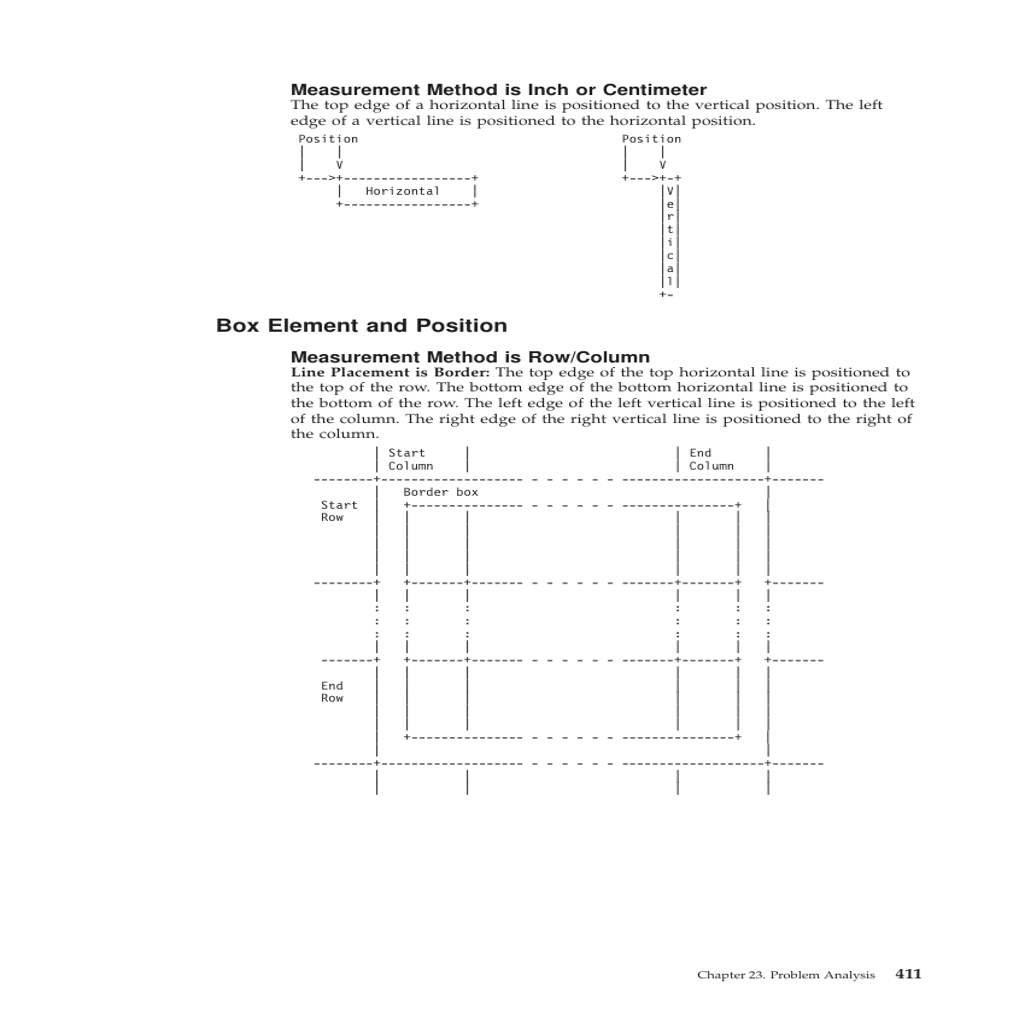 Measurement Method is Inch or Centimeter
The top edge of a horizontal line is positioned to the vertical position. The left
edge of a vertical line is positioned to the horizontal position.
 Position                                   Position
 |    |                                     |    |
 |    V                                     |    V
 +--->+-----------------+                   +--->+-+
      |   Horizontal    |                        |V|
      +-----------------+                        |e|
                                                 |r|
                                                 |t|
                                                 |i|
                                                 |c|
                                                 |a|
                                                 |l|
                                                 +-
Box Element and Position
Measurement Method is Row/Column
Line Placement is Border: The top edge of the top horizontal line is positioned to
the top of the row. The bottom edge of the bottom horizontal line is positioned to
the bottom of the row. The left edge of the left vertical line is positioned to the left
of the column. The right edge of the right vertical line is positioned to the right of
the column.
         | Start     |                           | End       |
         | Column    |                           | Column    |
 --------+------------------- - - - - - - -------------------+-------
         |   Border box                                      |
  Start  |   +--------------- - - - - - - ---------------+   |
  Row    |   |       |                           |       |   |
         |   |       |                           |       |   |
         |   |       |                           |       |   |
         |   |       |                           |       |   |
         |   |       |                           |       |   |
 --------+   +-------+------- - - - - - - -------+-------+   +-------
         |   |       |                           |       |   |
         :   :       :                           :       :   :
         :   :       :                           :       :   :
         :   :       :                           :       :   :
         |   |       |                           |       |   |
  -------+   +-------+------- - - - - - - -------+-------+   +-------
         |   |       |                           |       |   |
  End    |   |       |                           |       |   |
  Row    |   |       |                           |       |   |
         |   |       |                           |       |   |
         |   |       |                           |       |   |
         |   +--------------- - - - - - - ---------------+   |
         |                                                   |
 --------+------------------- - - - - - - -------------------+-------
         |           |                           |           |
         |           |                           |           |
Chapter 23. Problem Analysis 411